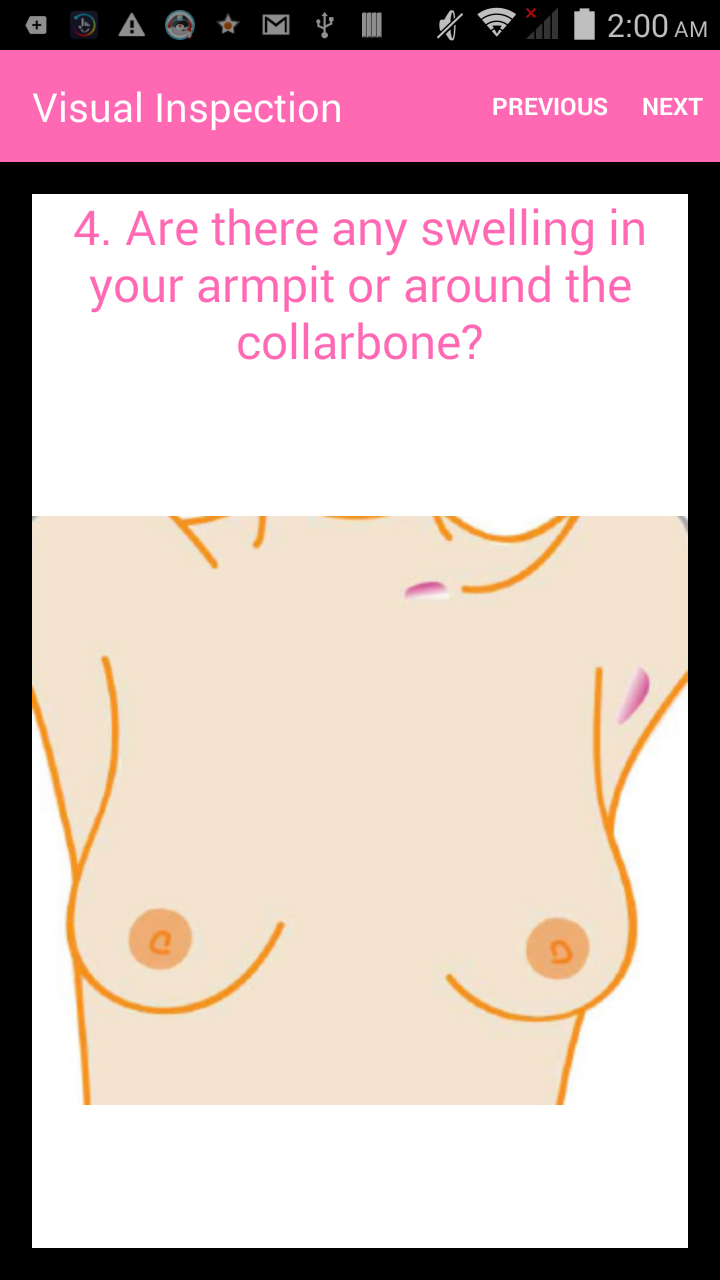 2:00 AM
Visual Inspection PREVIOUS NEXT
4. Are there any swelling in
your armpit or around the
collarbone?